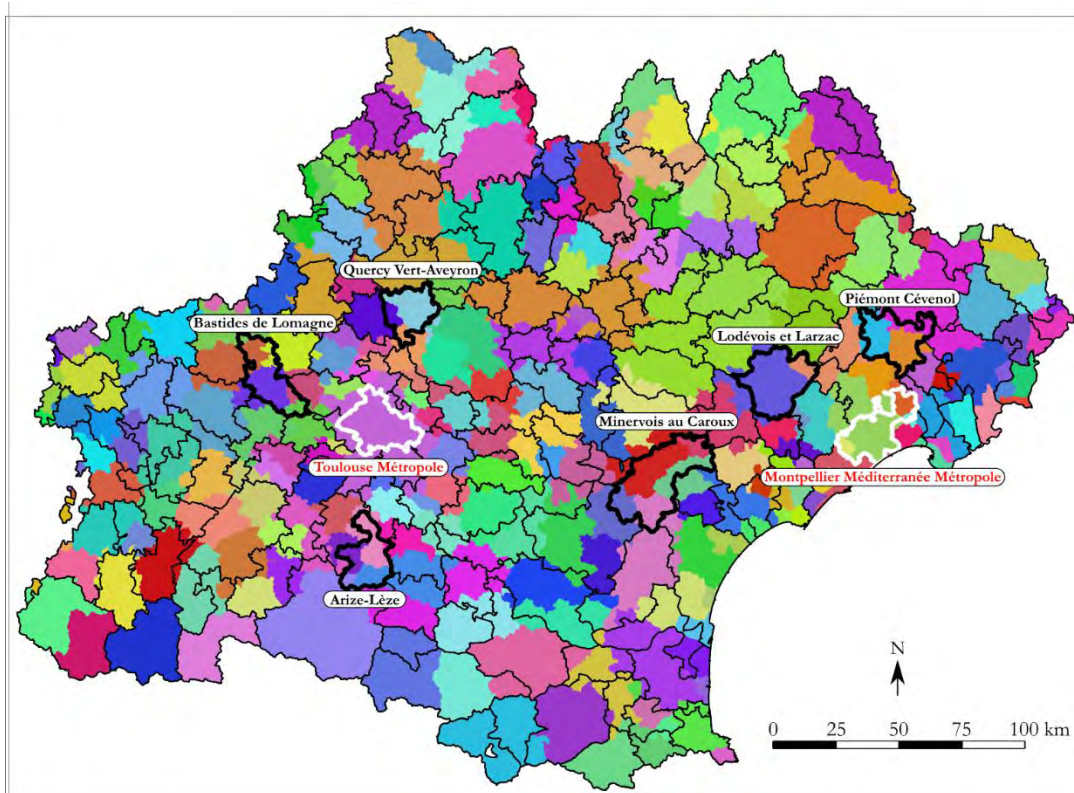 Quercy Vert-Aveyron
Piémont Cévenol
Bastides de Lomagne
Lodévois et Larzac
Minervois au Caroux
Toulouse Métropole
Montpellier Méditerranée Métropole
Arize-Lèze
N
0 25 50 75 100 km